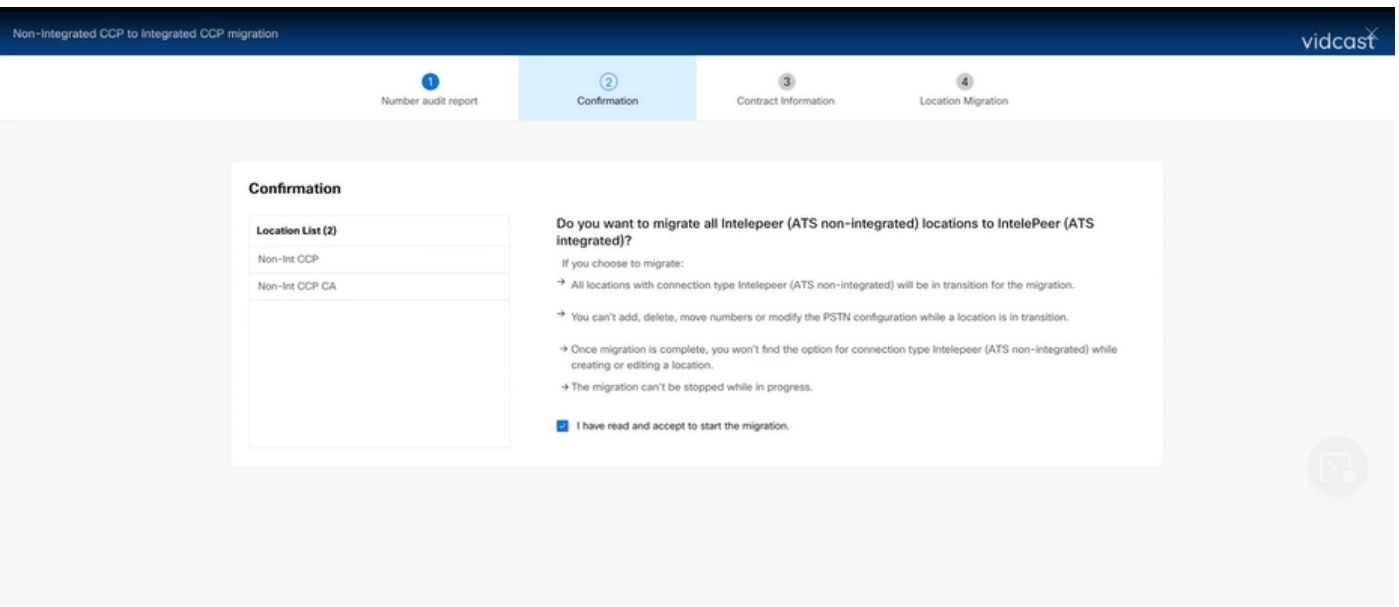 Non-Integrated CCP to Integrated CCP migration
vidcast
1
Number audit report
2
Confirmation
3
Contract Information
4
Location Migration
Confirmation
Location List (2)
Non-Int CCP
Non-Int CCP CA
Do you want to migrate all Intelepeer (ATS non-integrated) locations to IntelePeer (ATS
integrated)?
If you choose to migrate:
→ All locations with connection type Intelepeer (ATS non-integrated) will be in transition for the migration.
→ You can't add, delete, move numbers or modify the PSTN configuration while a location is in transition.
→ Once migration is complete, you won't find the option for connection type Intelepeer (ATS non-integrated) while
creating or editing a location.
→ The migration can't be stopped while in progress.
I have read and accept to start the migration.